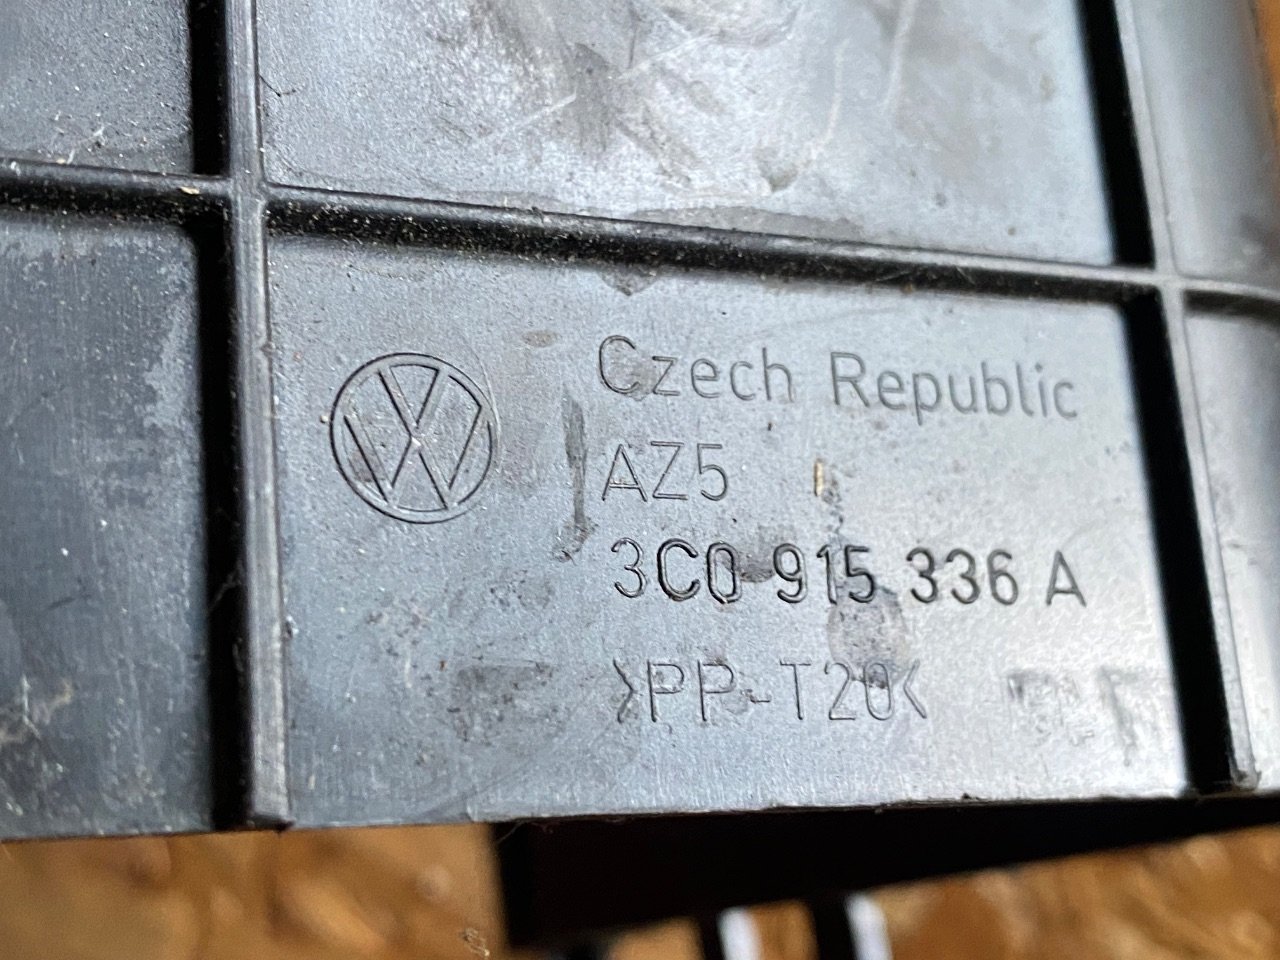 Czech Republic
AZ5
3C0 915 336 A
>PP-T20<